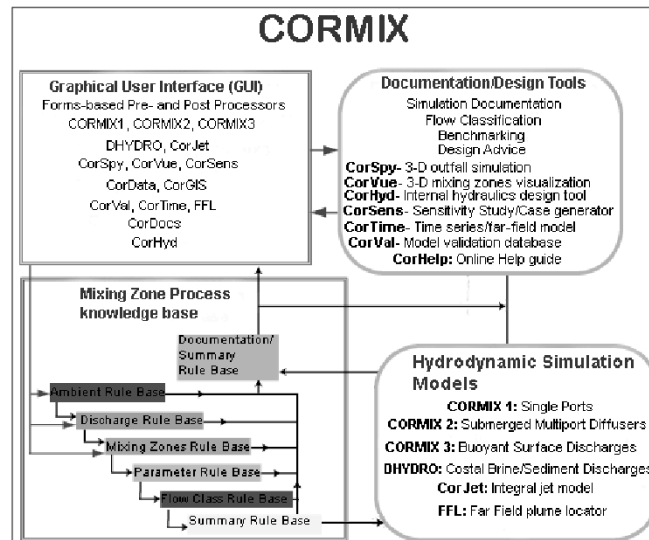 CORMIX
Graphical User Interface (GUI)
Forms-based Pre- and Post Processors
CORMIX1, CORMIX2, CORMIX3
DHYDRO, CorJet
CorSpy, CorVue, CorSens
CorData, CorGIS
CorVal, CorTime, FFL
CorDocs
CorHyd
Documentation/Design Tools
Simulation Documentation
Flow Classification
Benchmarking
Design Advice
CorSpy- 3-D outfall simulation
CorVue- 3-D mixing zones visualization
CorHyd- Internal hydraulics design tool
CorSens- Sensitivity Study/Case generator
CorTime- Time series/far-field model
CorVal- Model validation database
CorHelp: Online Help guide
Mixing Zone Process
knowledge base
Documentation/
Summary
Rule Base
Ambient Rule Base
Discharge Rule Base
Mixing Zones Rule Base
Parameter Rule Base
Flow Class Rule Base
Summary Rule Base
Hydrodynamic Simulation
Models
CORMIX 1: Single Ports
CORMIX 2: Submerged Multiport Diffusers
CORMIX 3: Buoyant Surface Discharges
DHYDRO: Costal Brine/Sediment Discharges
CorJet: Integral jet model
FFL: Far Field plume locator